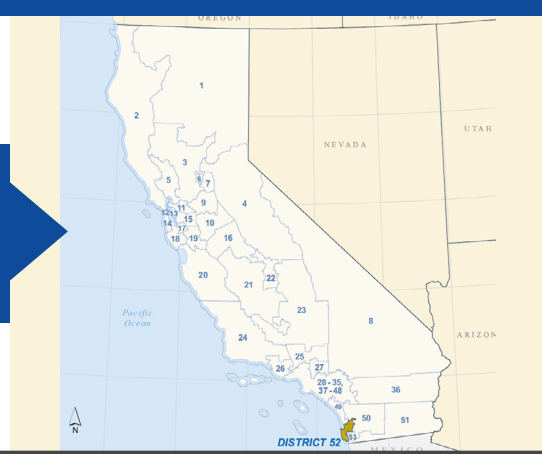 OREGON
IDAHO
1
2
NEVADA
UTAH
3
5
6
7
4
9
11
12
13
10
14
15
17
16
18
19
20
22
21
23
Pacific
Ocean
8
24
ARIZON
25
26
27
28 - 35,
37 - 48
36
49
50
51
53
DISTRICT 52
N
MEXICO